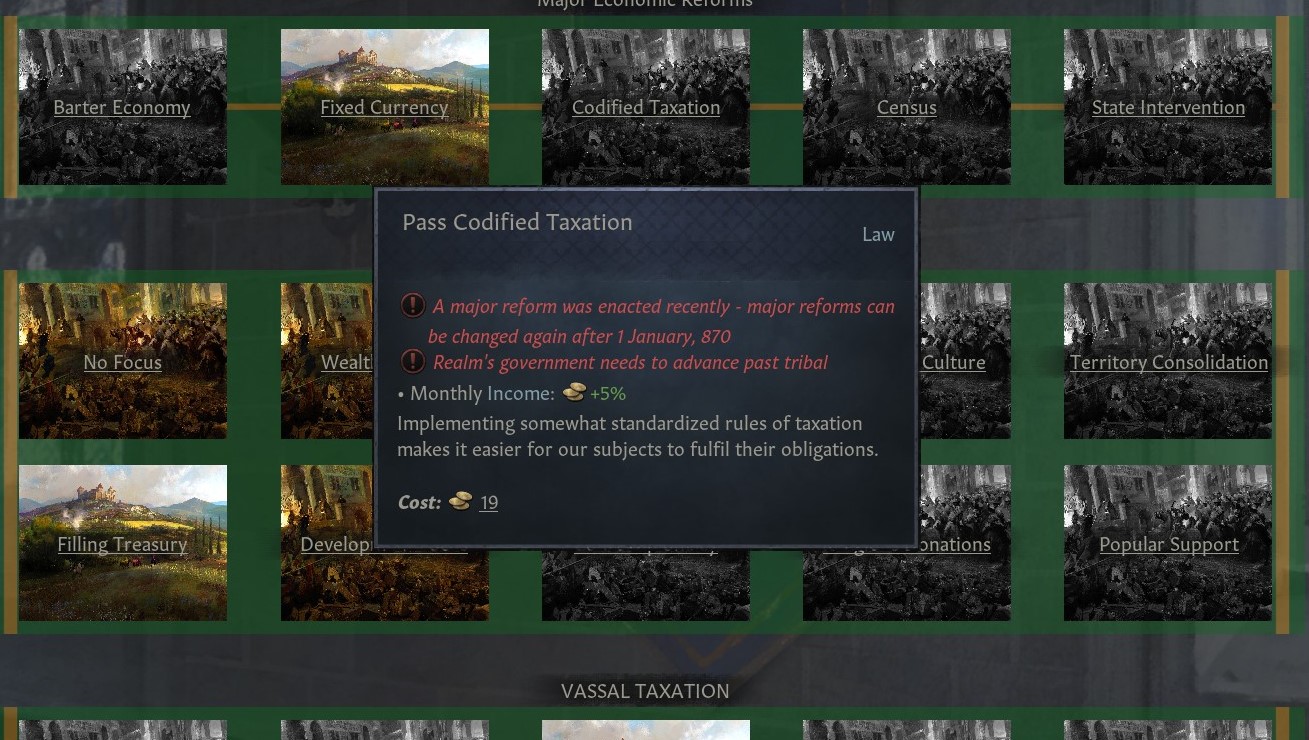 Major Economic Reforms
Barter Economy
Fixed Currency
Codified Taxation
Census
State Intervention
Pass Codified Taxation
Law
A major reform was enacted recently - major reforms can
be changed again after 1 January, 870
Realm's government needs to advance past tribal
• Monthly Income: +5%
Implementing somewhat standardized rules of taxation
makes it easier for our subjects to fulfil their obligations.
Cost: 19
No Focus
Culture
Territory Consolidation
Filling Treasury
Popular Support
VASSAL TAXATION